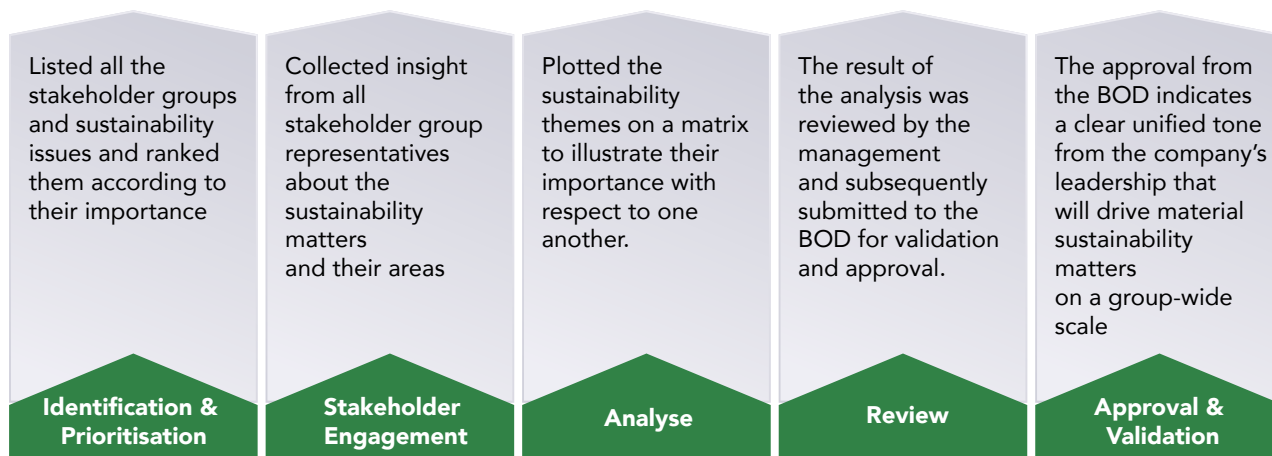 Listed all the
stakeholder groups
and sustainability
issues and ranked
them according to
their importance
Identification &
Prioritisation
Collected insight
from all
stakeholder group
representatives
about the
sustainability
matters
and their areas
Stakeholder
Engagement
Plotted the
sustainability
themes on a matrix
to illustrate their
importance with
respect to one
another.
Analyse
The result of
the analysis was
reviewed by the
management
and subsequently
submitted to the
BOD for validation
and approval.
Review
The approval from
the BOD indicates
a clear unified tone
from the company’s
leadership that
will drive material
sustainability
matters
on a group-wide
scale
Approval &
Validation